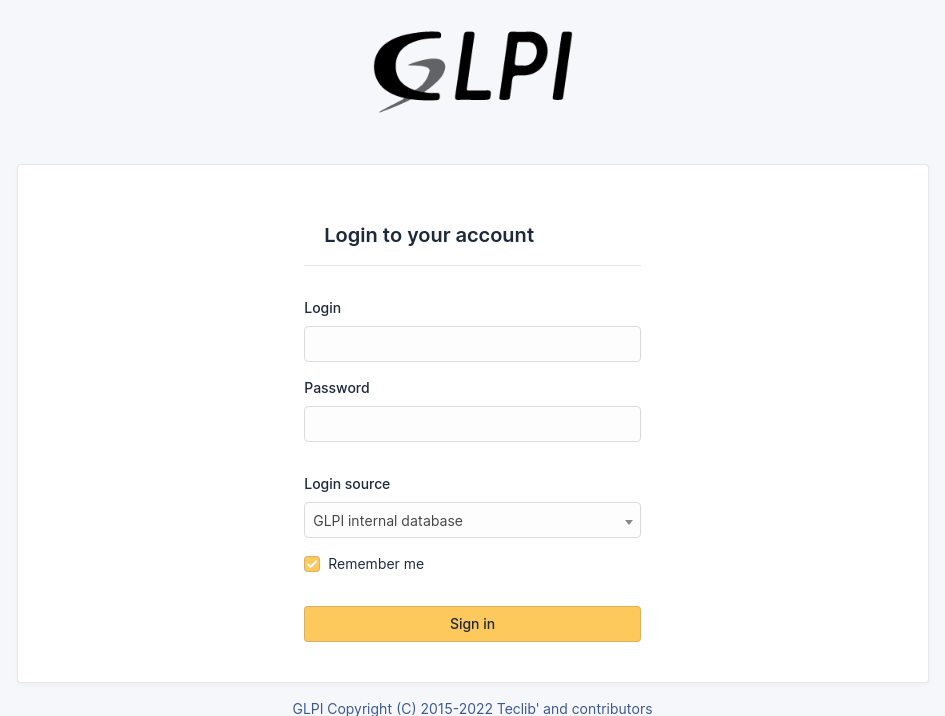 GLPI
Login to your account
Login
Password
Login source
GLPI internal database
Remember me
Sign in
GLPI Copyright (C) 2015-2022 Teclib' and contributors